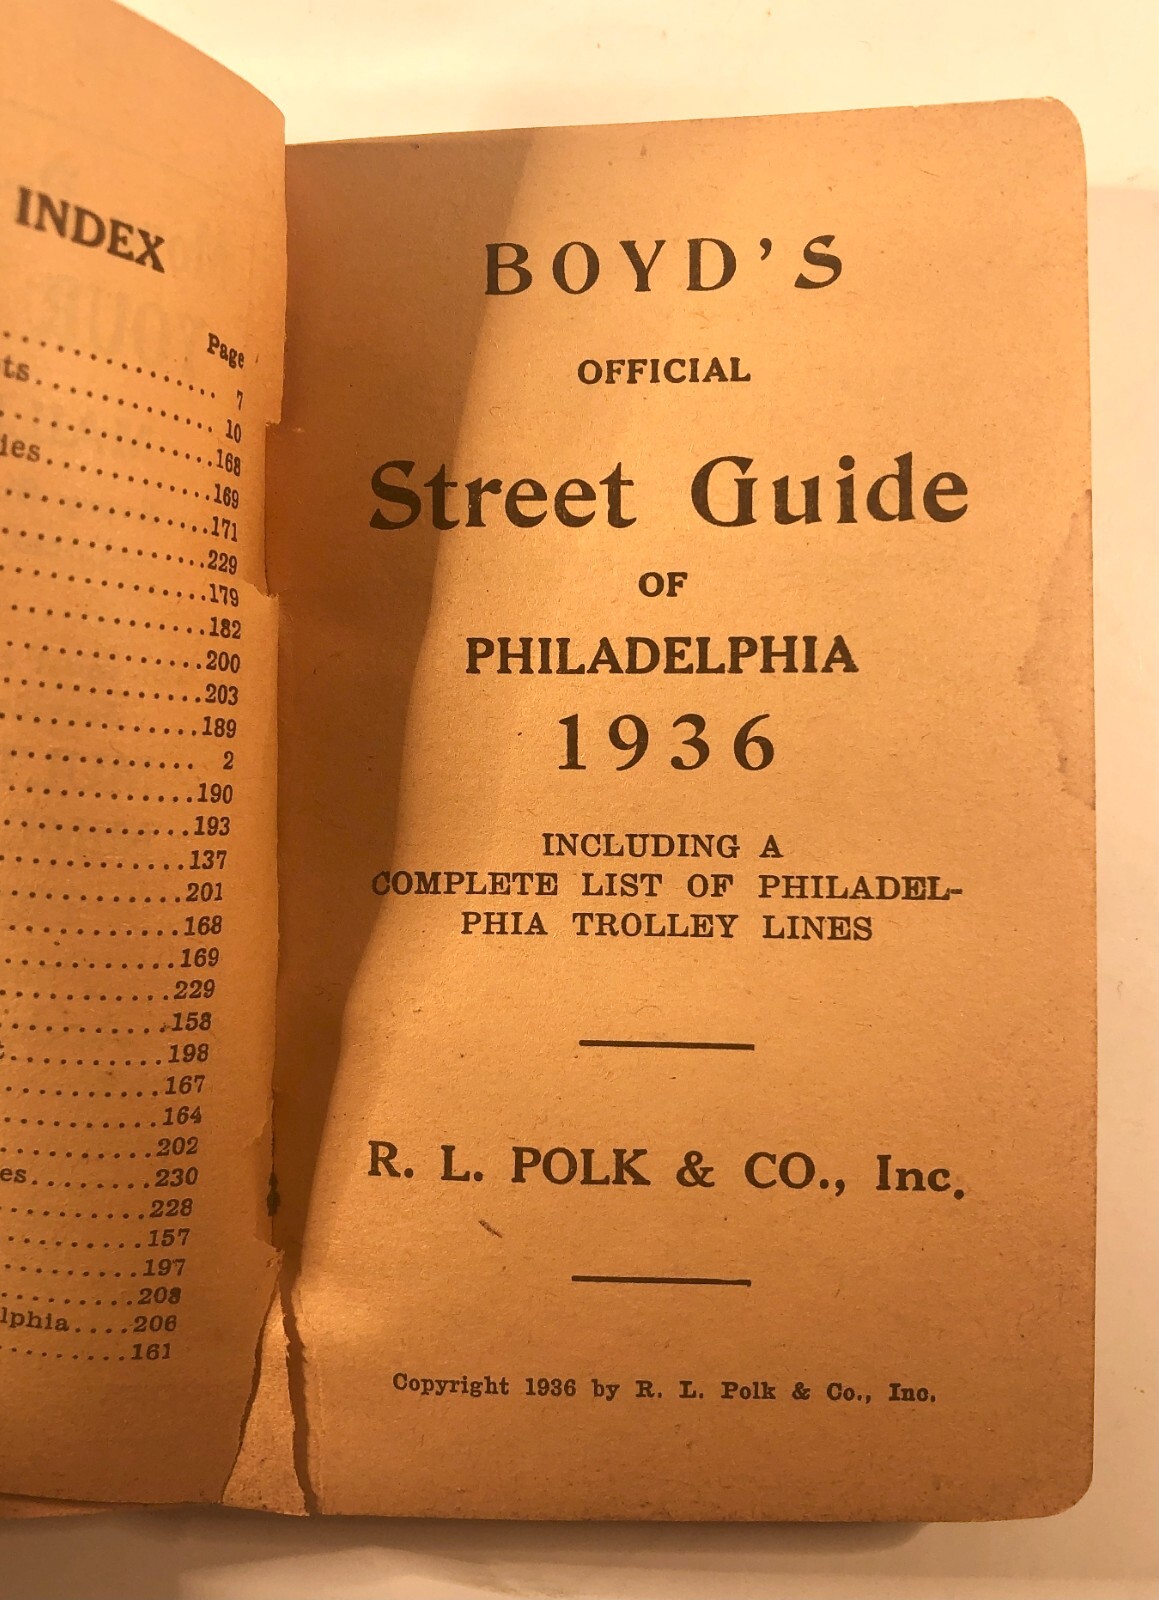 INDEX
Page
.......... 7
ts.......... 10
..........168
ies..........169
..........171
..........229
..........179
..........182
..........200
..........203
..........189
.......... 2
..........190
..........193
..........137
..........201
..........168
..........169
..........229
..........158
..........198
..........167
..........164
..........202
es........230
..........228
..........157
..........197
..........208
lphia....206
..........161
BOYD'S
OFFICIAL
Street Guide
OF
PHILADELPHIA
1936
INCLUDING A
COMPLETE LIST OF PHILADEL-
PHIA TROLLEY LINES
R. L. POLK & CO., Inc.
Copyright 1936 by R. L. Polk & Co., Inc.